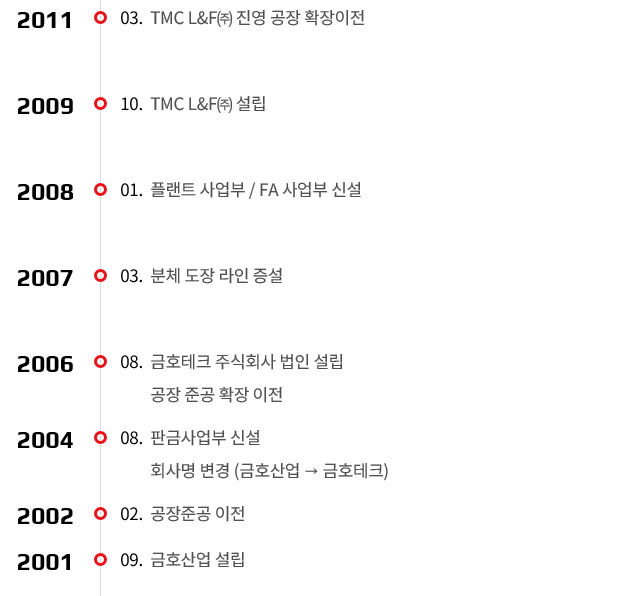 2011 03. TMC L&F㈜ 진영 공장 확장이전
2009 10. TMC L&F㈜ 설립
2008 01. 플랜트 사업부 / FA 사업부 신설
2007 03. 분체 도장 라인 증설
2006 08. 금호테크 주식회사 법인 설립
공장 준공 확장 이전
2004 08. 판금사업부 신설
회사명 변경 (금호산업 → 금호테크)
2002 02. 공장준공 이전
2001 09. 금호산업 설립